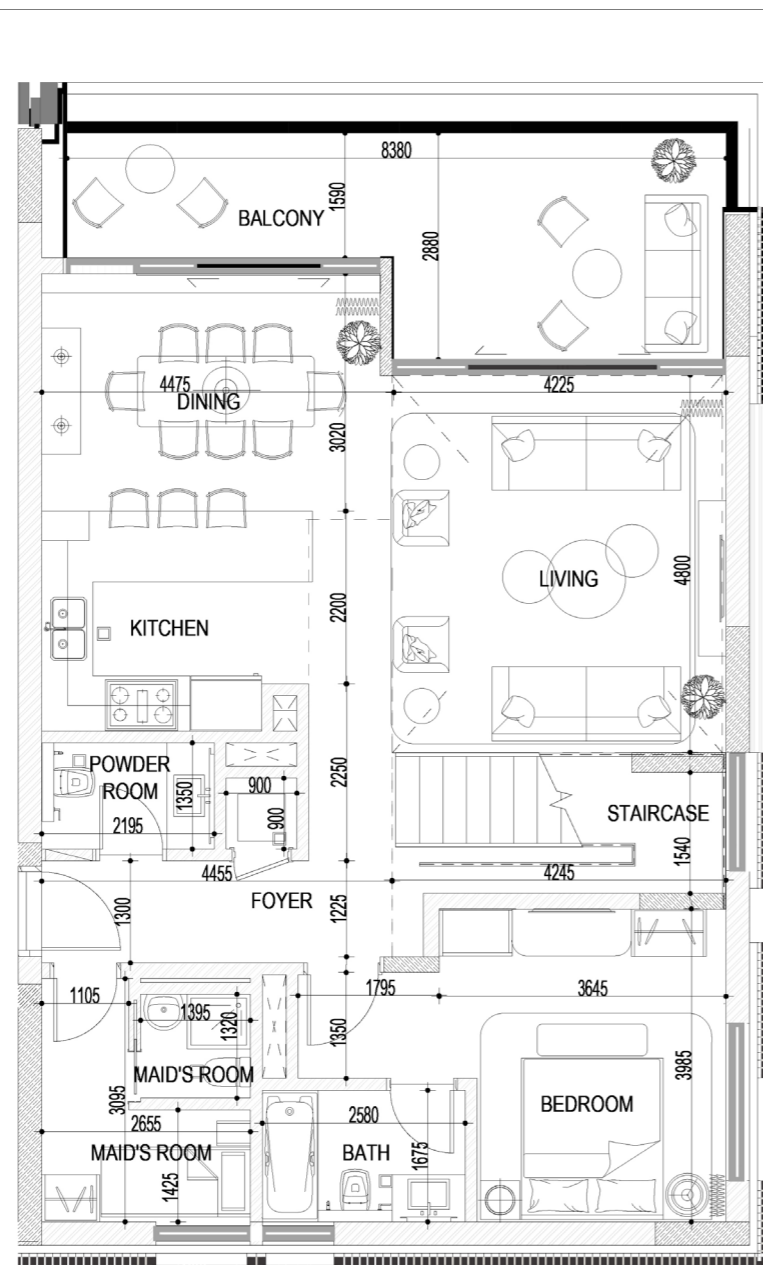 8380
1590
BALCONY
2880
4475
DINING
4225
3020
LIVING
4800
2200
KITCHEN
2250
POWDER
ROOM
1350
900
900
2195
STAIRCASE
1540
4455
4245
FOYER
1300
1225
1105
1795
3645
1395
1320
1350
MAID'S ROOM
3095
3985
2655
2580
BEDROOM
MAID'S ROOM
BATH
1675
1425